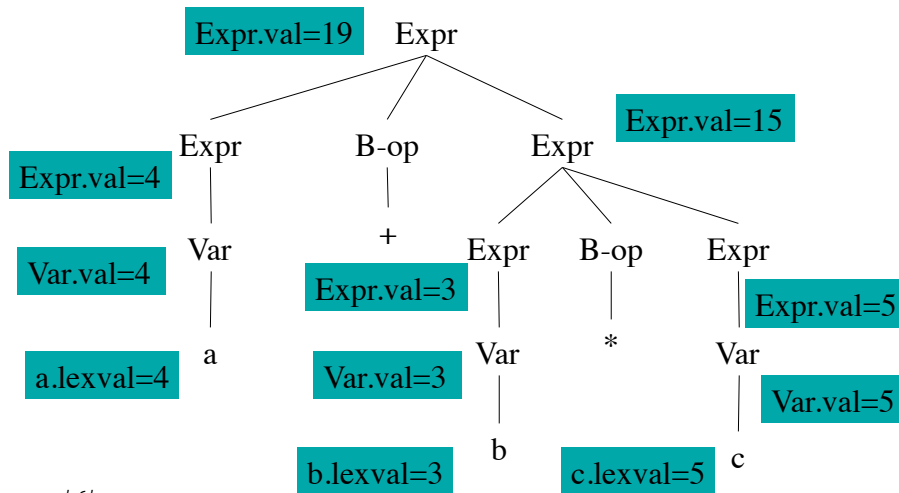 Expr.val=19 Expr
Expr.val=15
Expr B-op Expr
Expr.val=4
+
Var Expr B-op Expr
Var.val=4
Expr.val=3 Expr.val=5
a Var * Var
a.lexval=4 Var.val=3
Var.val=5
b c
b.lexval=3 c.lexval=5